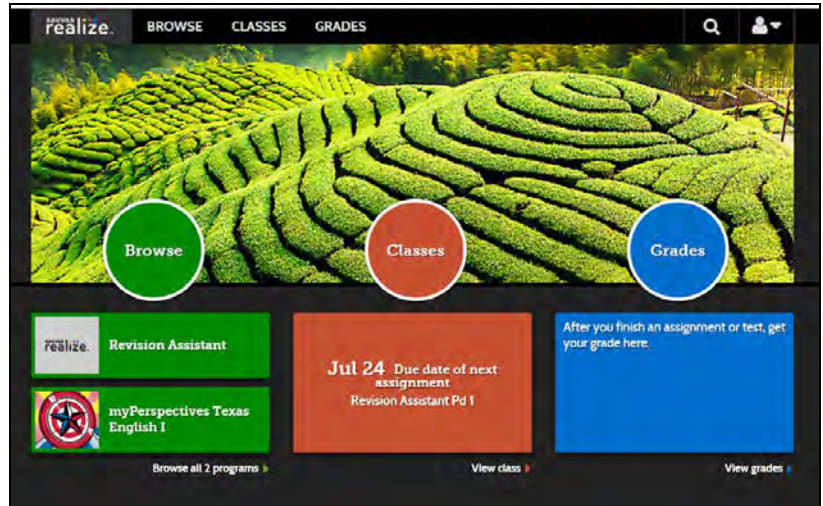 SAVVAS
realize.
BROWSE CLASSES GRADES
Browse
Classes
Grades
SAVVAS
realize.
Revision Assistant
myPerspectives Texas
English I
Browse all 2 programs
Jul 24 Due date of next
assignment
Revision Assistant Pd 1
View class
After you finish an assignment or test, get
your grade here.
View grades